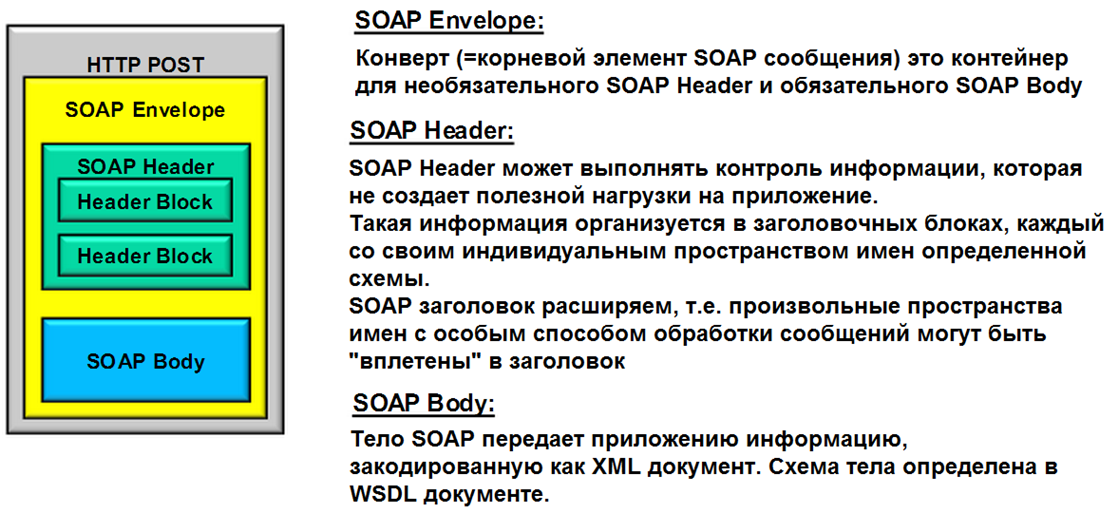 HTTP POST
SOAP Envelope
SOAP Header
Header Block
Header Block
SOAP Body
SOAP Envelope:
Конверт (=корневой элемент SOAP сообщения) это контейнер
для необязательного SOAP Header и обязательного SOAP Body
SOAP Header:
SOAP Header может выполнять контроль информации, которая
не создает полезной нагрузки на приложение.
Такая информация организуется в заголовочных блоках, каждый
со своим индивидуальным пространством имен определенной
схемы.
SOAP заголовок расширяем, т.е. произвольные пространства
имен с особым способом обработки сообщений могут быть
"вплетены" в заголовок
SOAP Body:
Тело SOAP передает приложению информацию,
закодированную как XML документ. Схема тела определена в
WSDL документе.